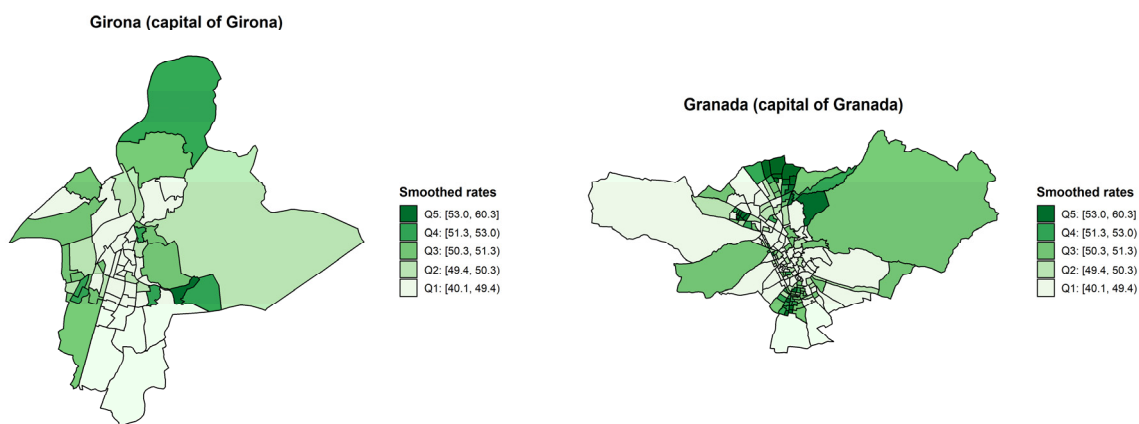 Girona (capital of Girona)
Smoothed rates
Q5. [53.0, 60.3]
Q4: [51.3, 53.0)
Q3: [50.3, 51.3)
Q2: [49.4, 50.3)
Q1: [40.1, 49.4)
Granada (capital of Granada)
Smoothed rates
Q5. [53.0, 60.3]
Q4: [51.3, 53.0)
Q3: [50.3, 51.3)
Q2: [49.4, 50.3)
Q1: [40.1, 49.4)